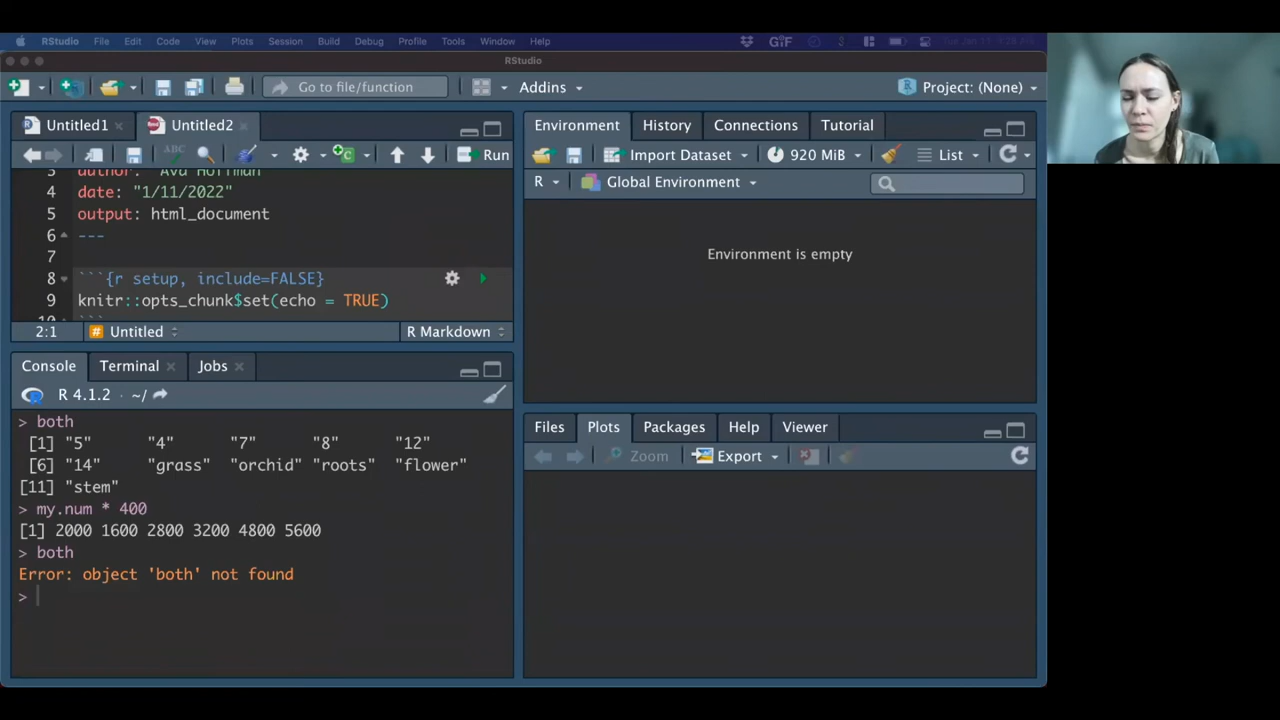 RStudio File Edit Code View Plots Session Build Debug Profile Tools Window Help
RStudio
Go to file/function Addins Project: (None)
Untitled1 Untitled2
Run
author: "Ava Hoffman
4 date: "1/11/2022"
5 output: html_document
6 ---
7
8 ```{r setup, include=FALSE}
9 knitr::opts_chunk$set(echo = TRUE)
10 ```
2:1 # Untitled R Markdown
Console Terminal Jobs
R 4.1.2 · ~/
> both
[1] "5" "4" "7" "8" "12"
[6] "14" "grass" "orchid" "roots" "flower"
[11] "stem"
> my.num * 400
[1] 2000 1600 2800 3200 4800 5600
> both
Error: object 'both' not found
>
Environment History Connections Tutorial
Import Dataset 920 MiB List
R Global Environment
Environment is empty
Files Plots Packages Help Viewer
Zoom Export